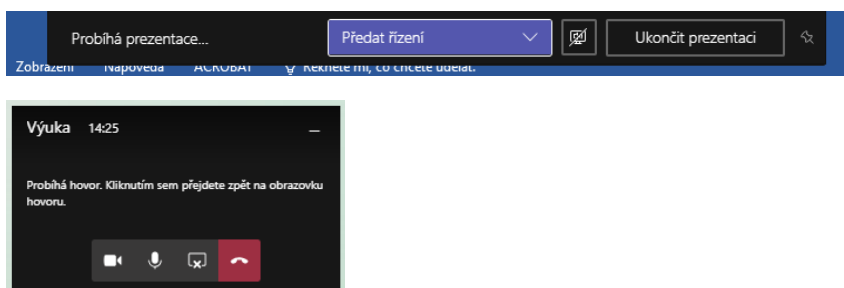 Probíhá prezentace...
Předat řízení
Ukončit prezentaci
Zobrazení Nápověda ACROBAT Řekněte mi, co chcete udělat.
Výuka 14:25
Probíhá hovor. Kliknutím sem přejdete zpět na obrazovku
hovoru.